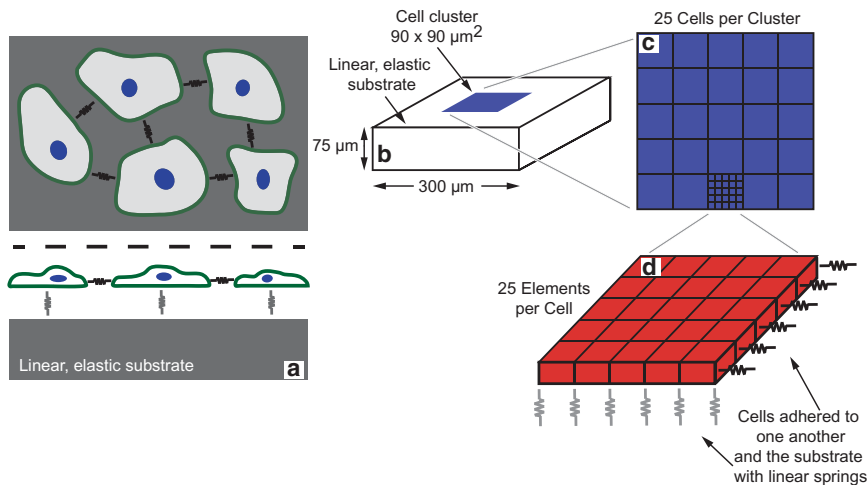 Linear, elastic substrate
a
Cell cluster
90 x 90 µm²
Linear, elastic
substrate
75 µm
b
300 µm
25 Cells per Cluster
c
d
25 Elements
per Cell
Cells adhered to
one another
and the substrate
with linear springs